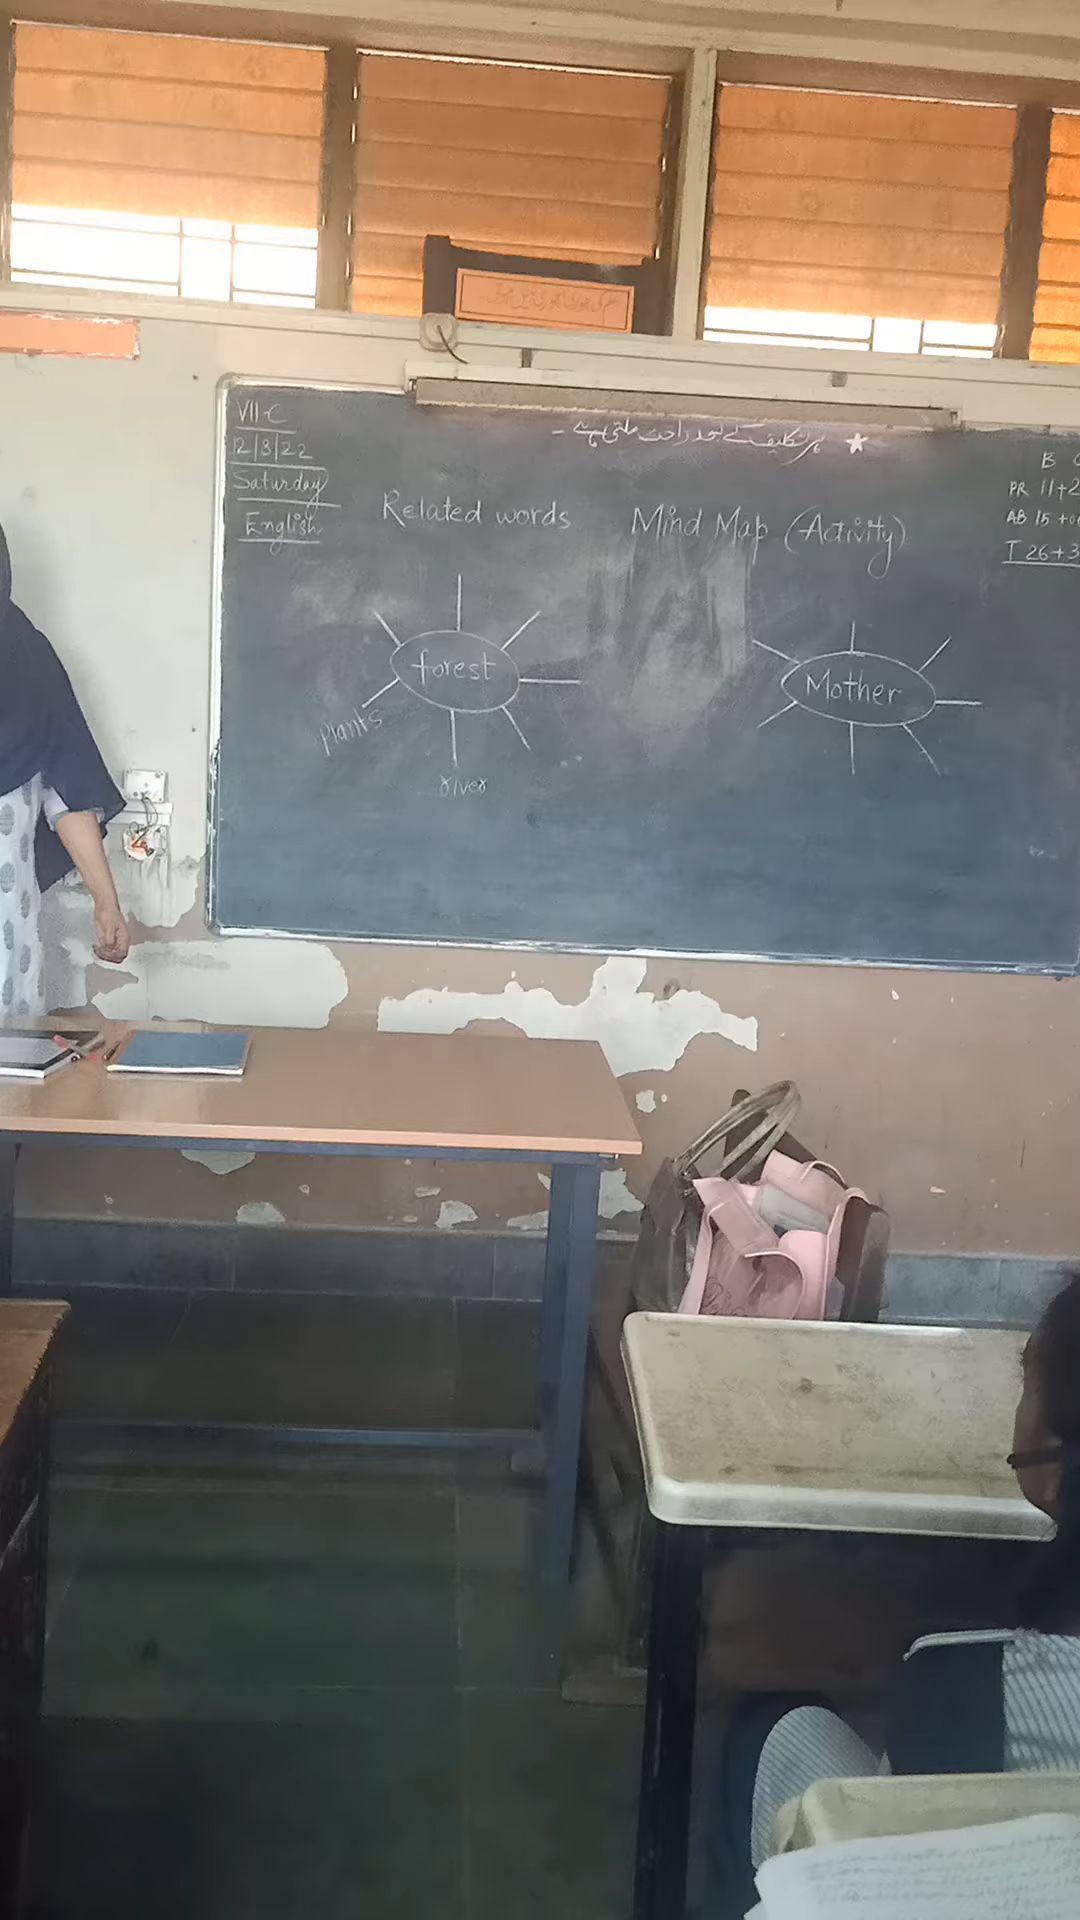 VII-C
12/3/22
Saturday
English
★ ہر تکلیف کے بعد راحت ملتی ہے -
Related words
Mind Map (Activity)
B
PR 11+2
AB 15 +0
T 26+3
forest
Plants
river
Mother